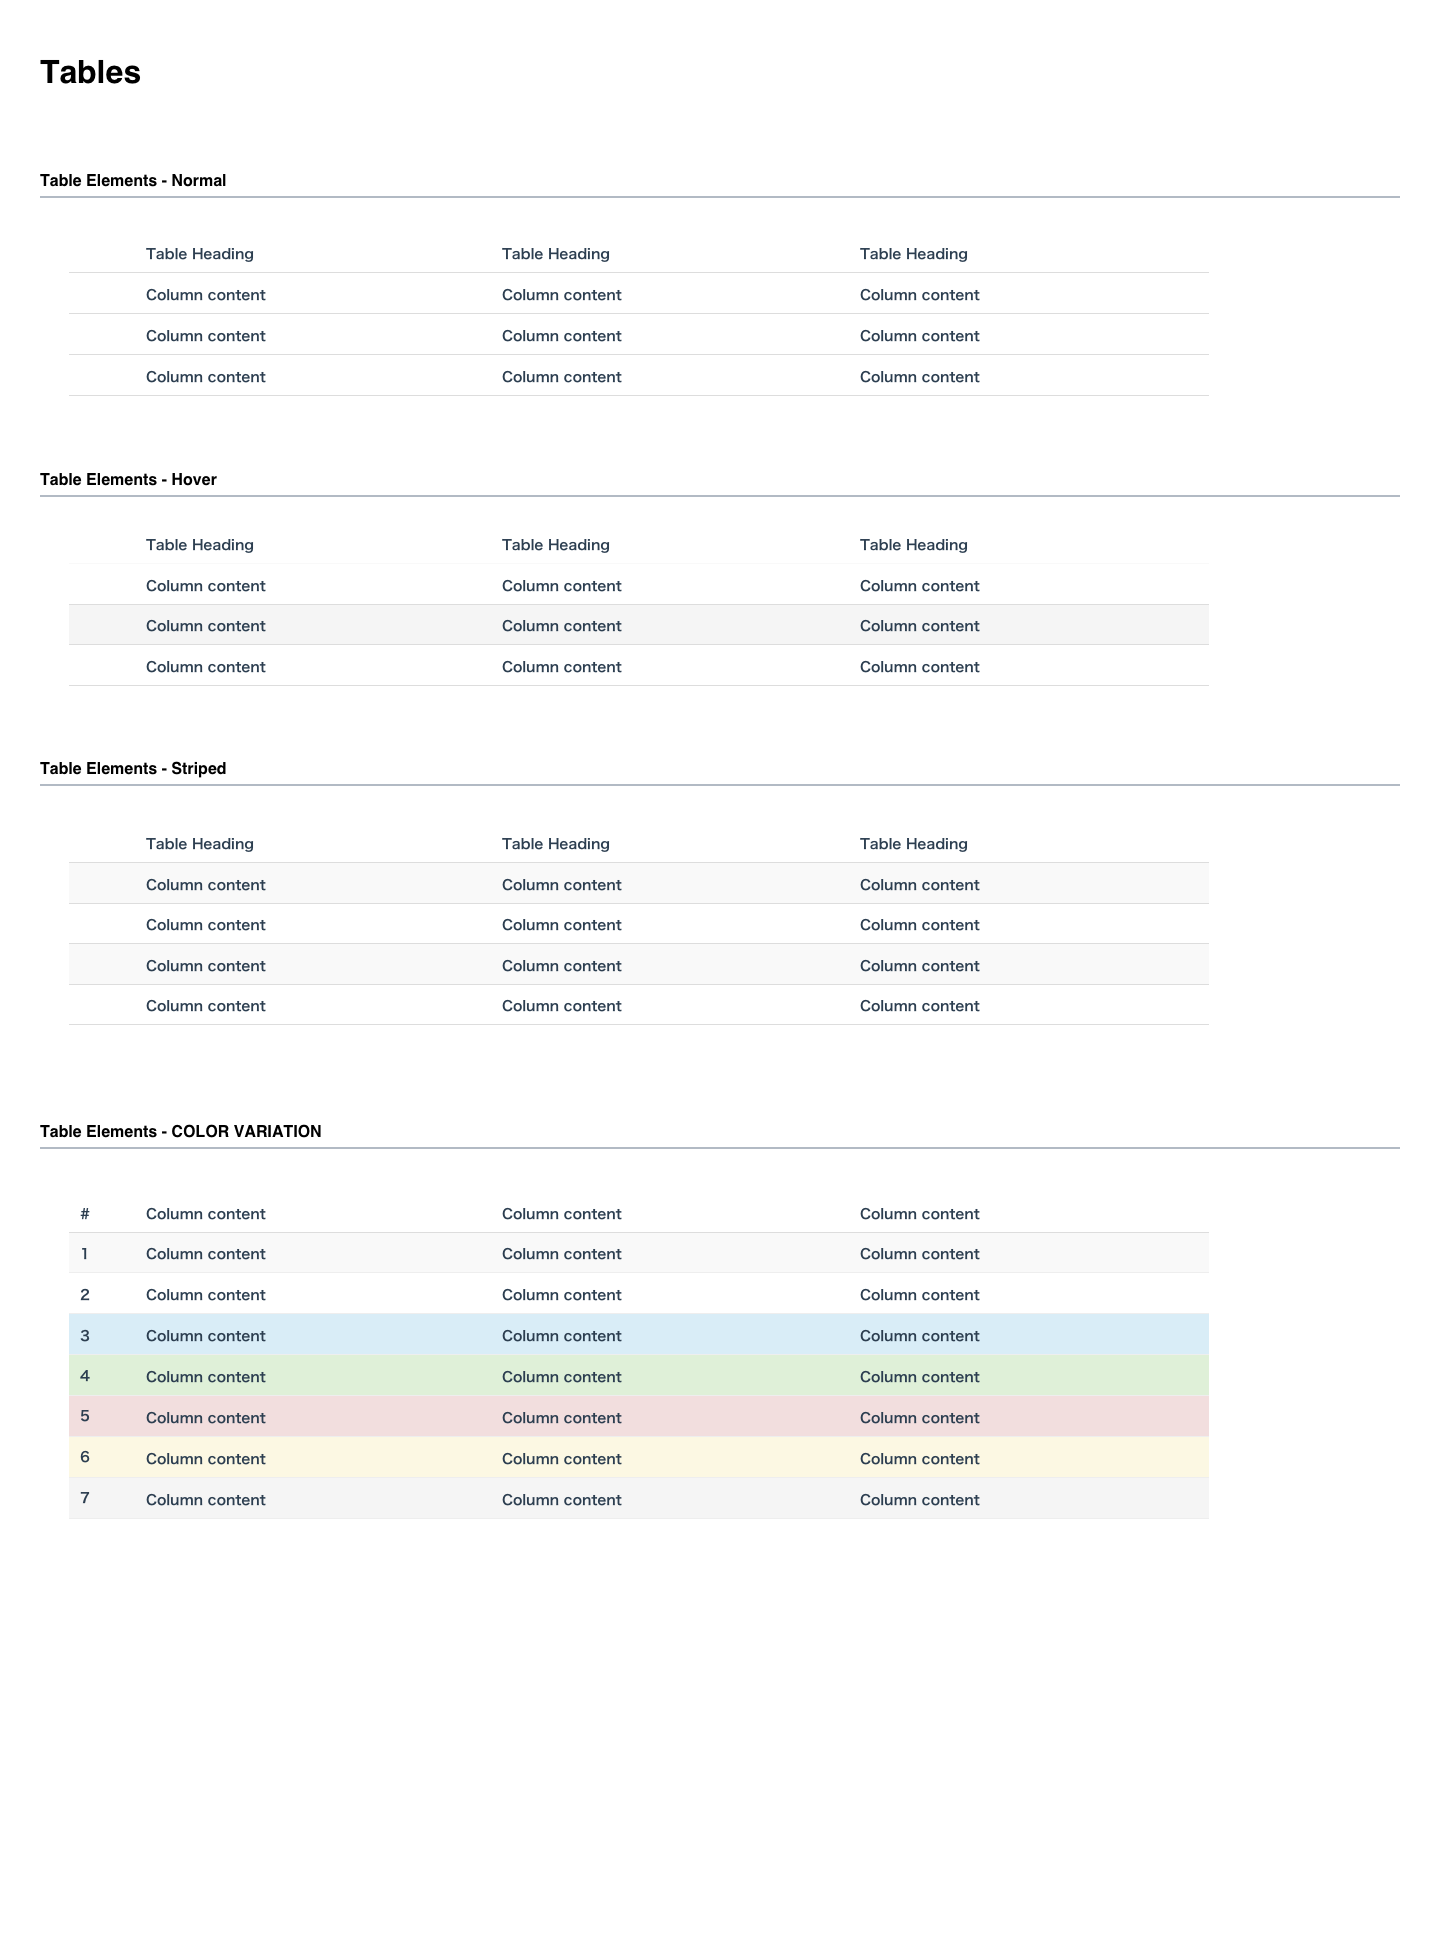 Tables
Table Elements - Normal
Table Heading Table Heading Table Heading
Column content Column content Column content
Column content Column content Column content
Column content Column content Column content
Table Elements - Hover
Table Heading Table Heading Table Heading
Column content Column content Column content
Column content Column content Column content
Column content Column content Column content
Table Elements - Striped
Table Heading Table Heading Table Heading
Column content Column content Column content
Column content Column content Column content
Column content Column content Column content
Column content Column content Column content
Table Elements - COLOR VARIATION
# Column content Column content Column content
1 Column content Column content Column content
2 Column content Column content Column content
3 Column content Column content Column content
4 Column content Column content Column content
5 Column content Column content Column content
6 Column content Column content Column content
7 Column content Column content Column content